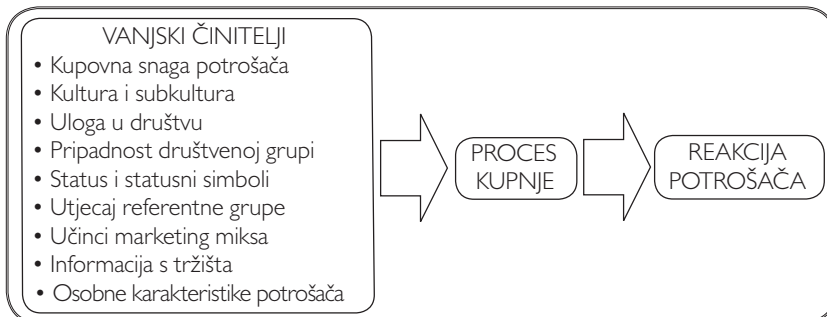 VANJSKI ČINITELJI
• Kupovna snaga potrošača
• Kultura i subkultura
• Uloga u društvu
• Pripadnost društvenoj grupi
• Status i statusni simboli
• Utjecaj referentne grupe
• Učinci marketing miksa
• Informacija s tržišta
• Osobne karakteristike potrošača
PROCES
KUPNJE
REAKCIJA
POTROŠAČA